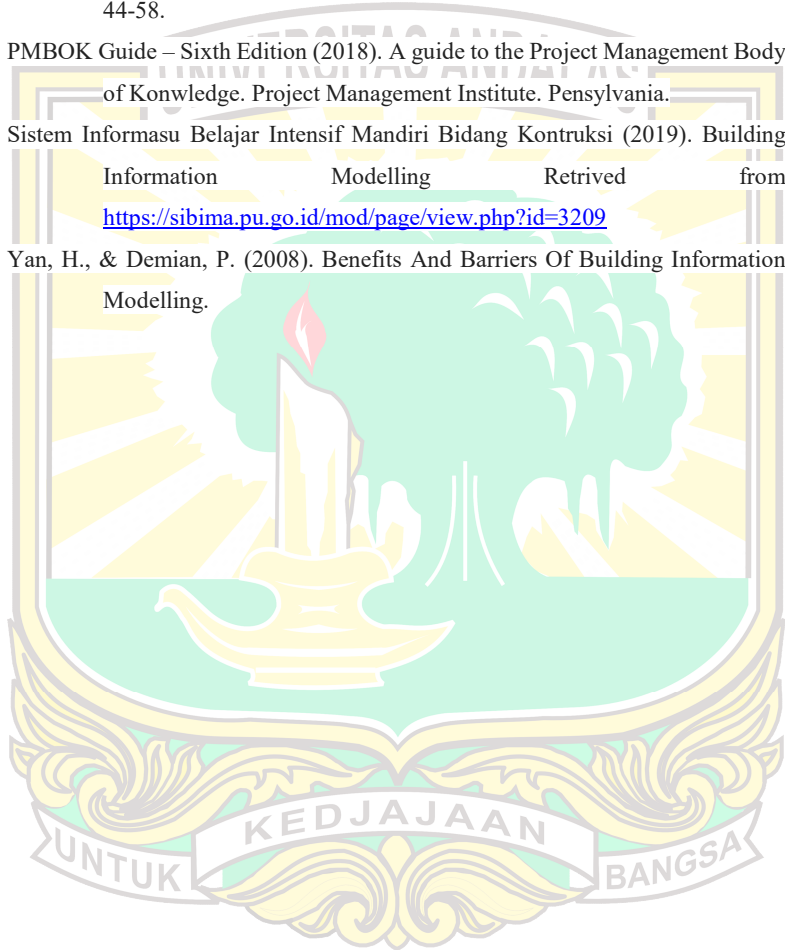 44-58.
PMBOK Guide – Sixth Edition (2018). A guide to the Project Management Body
UNIVERSITAS ANDALAS
of Konwledge. Project Management Institute. Pensylvania.
Sistem Informasu Belajar Intensif Mandiri Bidang Kontruksi (2019). Building
Information Modelling Retrived from
https://sibima.pu.go.id/mod/page/view.php?id=3209
Yan, H., & Demian, P. (2008). Benefits And Barriers Of Building Information
Modelling.
UNTUK KEDJAJAAN BANGSA